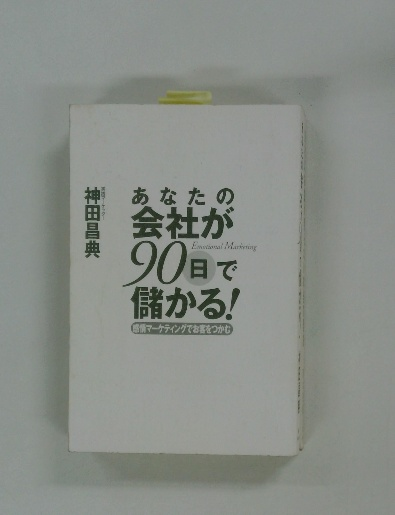 あなたの
会社が
Emotional Marketing
90日で
儲かる!
感情マーケティングでお客をつかむ
神田昌典